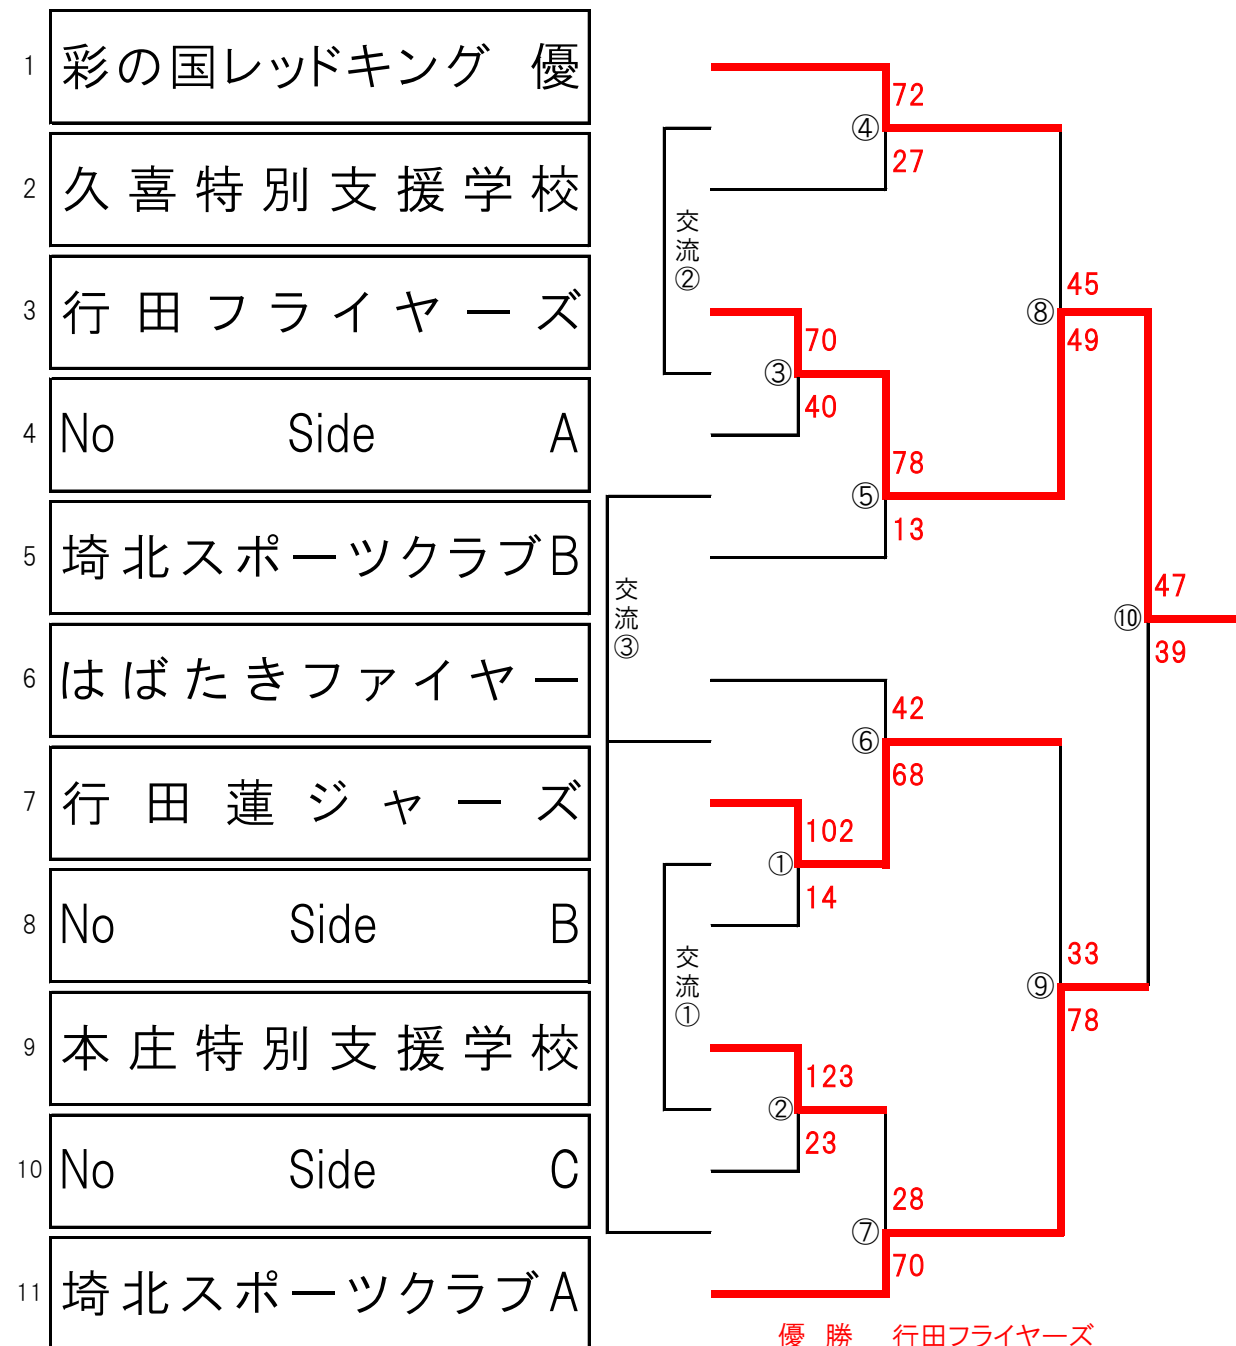 1 彩の国レッドキング 優
72
④
27
2 久喜特別支援学校
交流②
3 行田フライヤーズ
45
⑧
49
70
③
40
4 No Side A
78
⑤
13
5 埼北スポーツクラブB
交流③
47
⑩
39
6 はばたきファイヤー
42
⑥
68
7 行田蓮ジャーズ
102
①
14
8 No Side B
交流①
33
⑨
78
9 本庄特別支援学校
123
②
23
10 No Side C
28
⑦
70
11 埼北スポーツクラブA
優勝 行田フライヤーズ